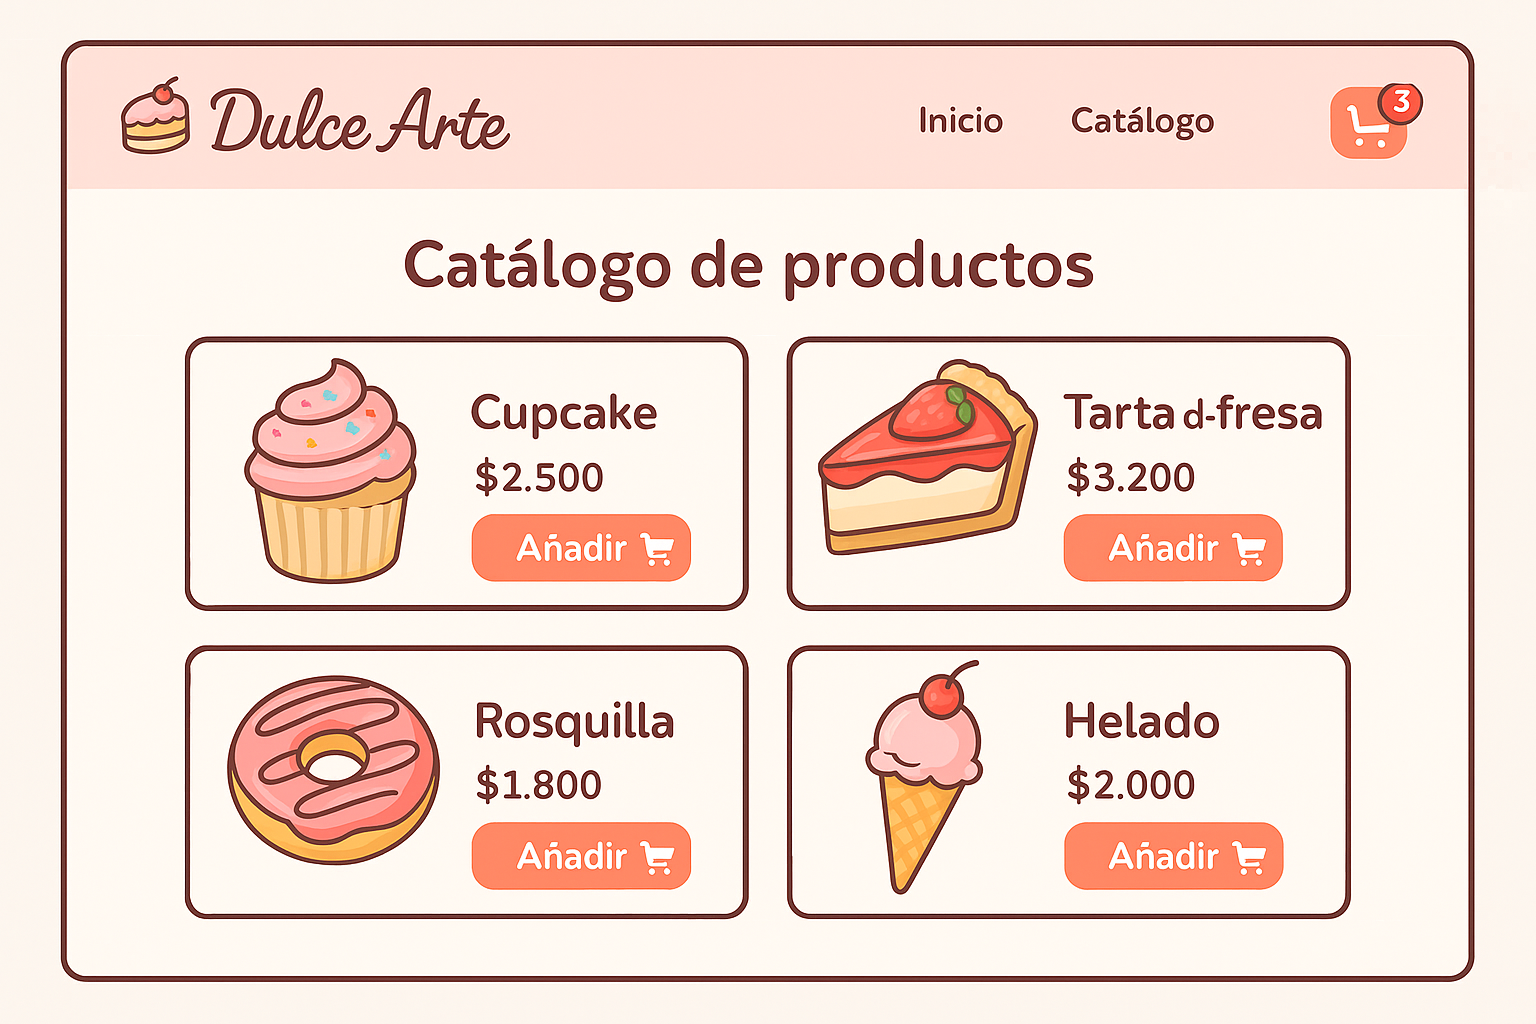 Dulce Arte
Inicio Catálogo
3
Catálogo de productos
Cupcake
$2.500
Añadir
Tarta d-fresa
$3.200
Añadir
Rosquilla
$1.800
Añadir
Helado
$2.000
Añadir